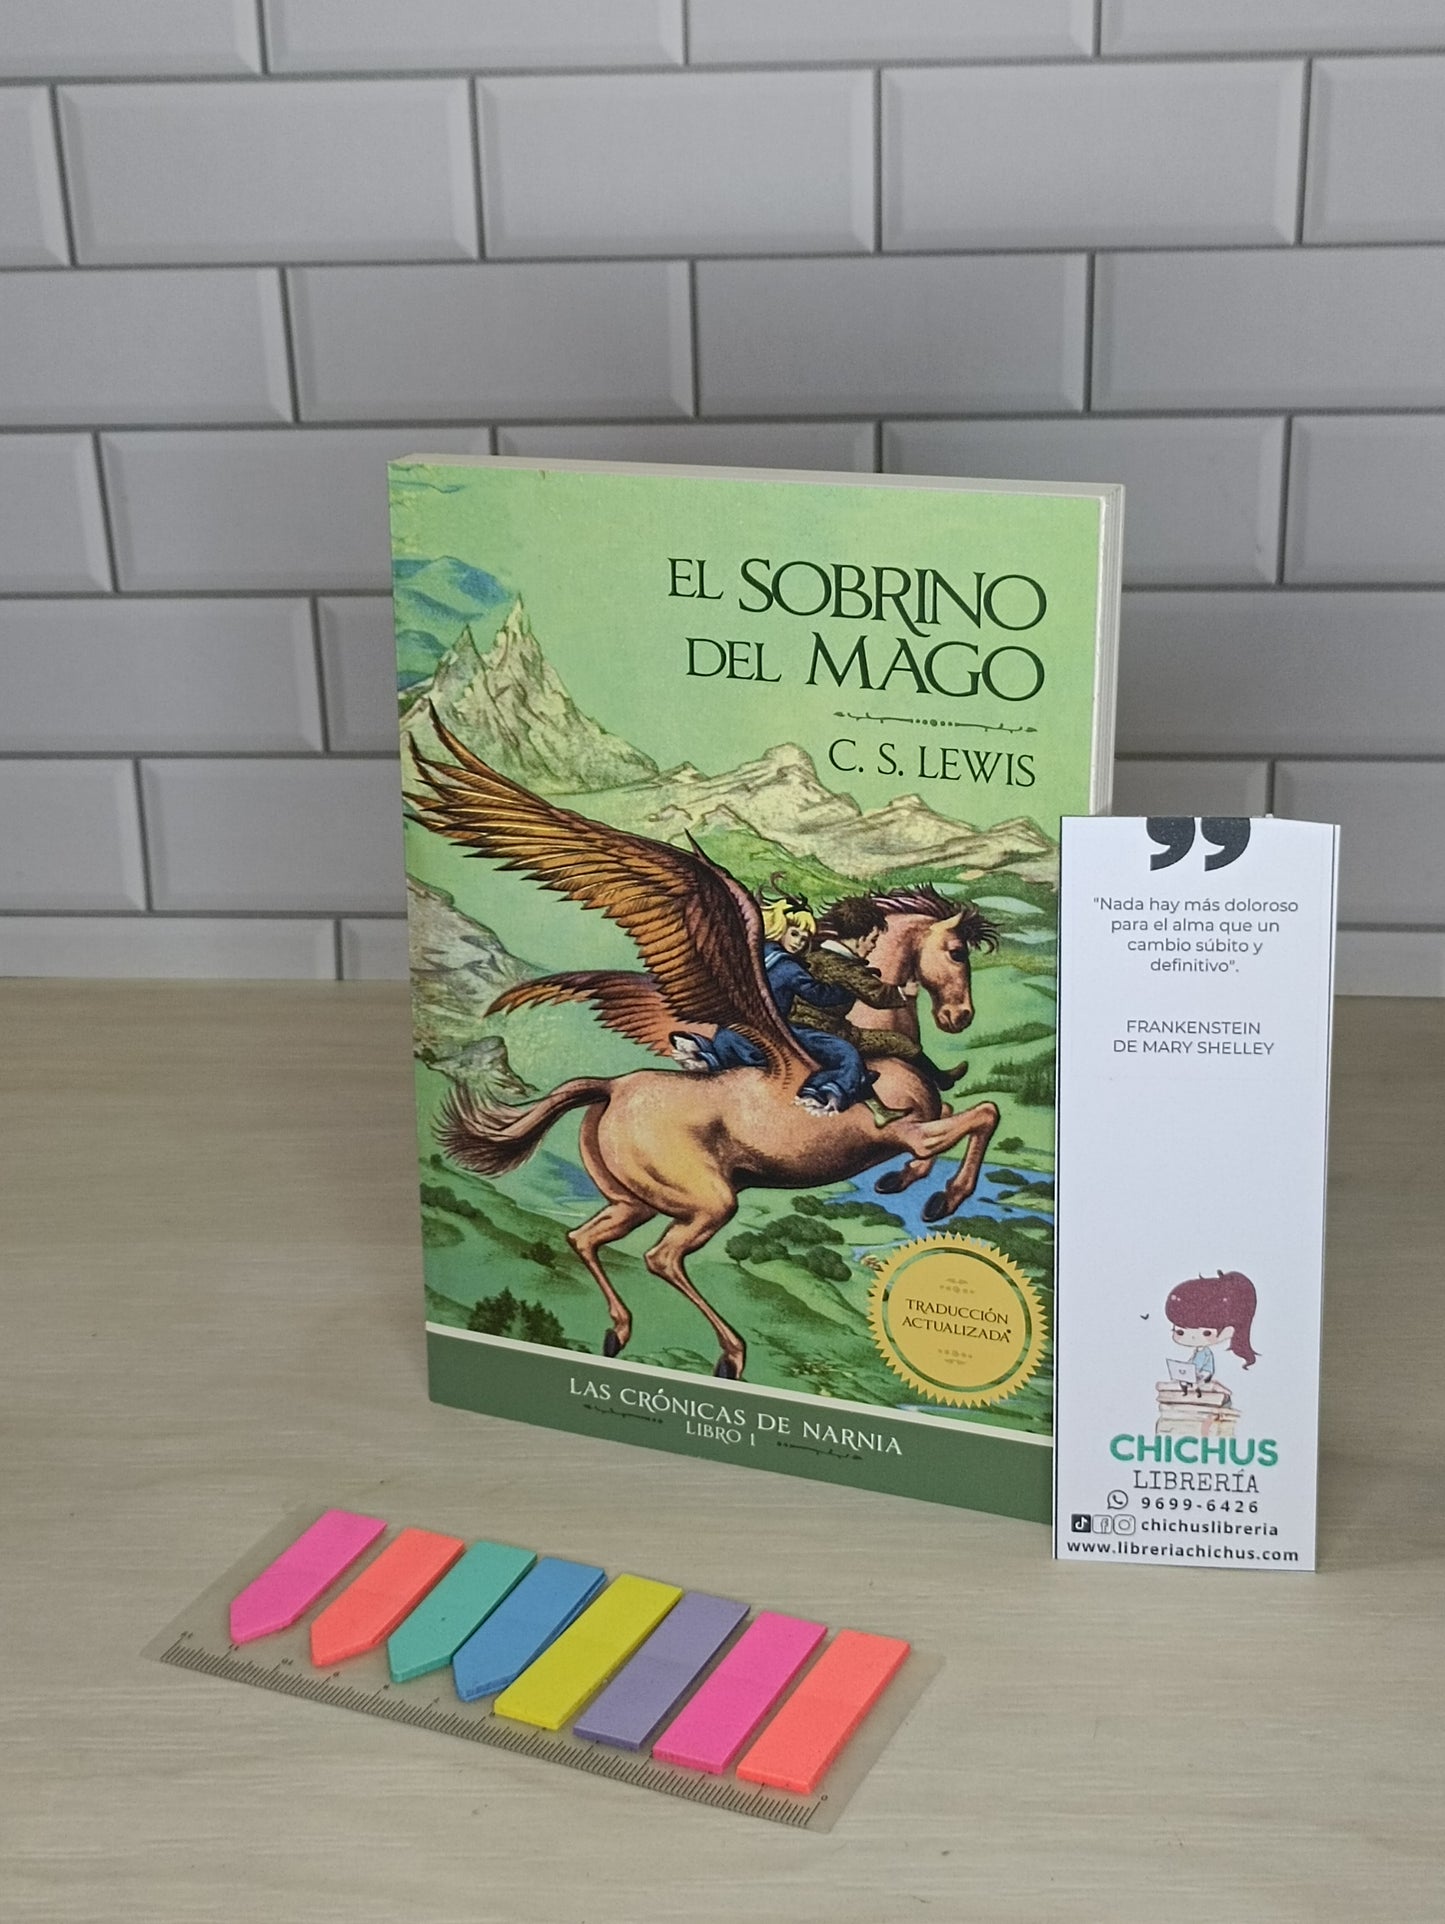 EL SOBRINO
DEL MAGO
C. S. LEWIS
TRADUCCIÓN
ACTUALIZADA
LAS CRÓNICAS DE NARNIA
LIBRO 1
"Nada hay más doloroso
para el alma que un
cambio súbito y
definitivo".
FRANKENSTEIN
DE MARY SHELLEY
CHICHUS
LIBRERÍA
9699-6426
chichuslibreria
www.libreriachichus.com